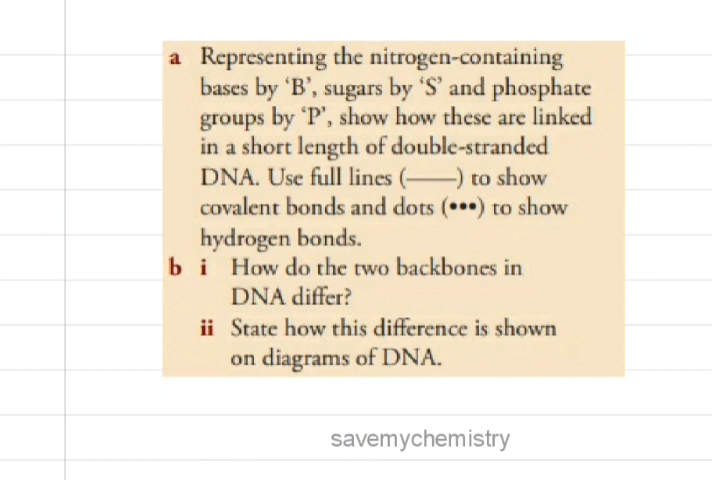 a Representing the nitrogen-containing
bases by ‘B’, sugars by ‘S’ and phosphate
groups by ‘P’, show how these are linked
in a short length of double-stranded
DNA. Use full lines (——) to show
covalent bonds and dots (•••) to show
hydrogen bonds.
b i How do the two backbones in
DNA differ?
ii State how this difference is shown
on diagrams of DNA.
savemychemistry